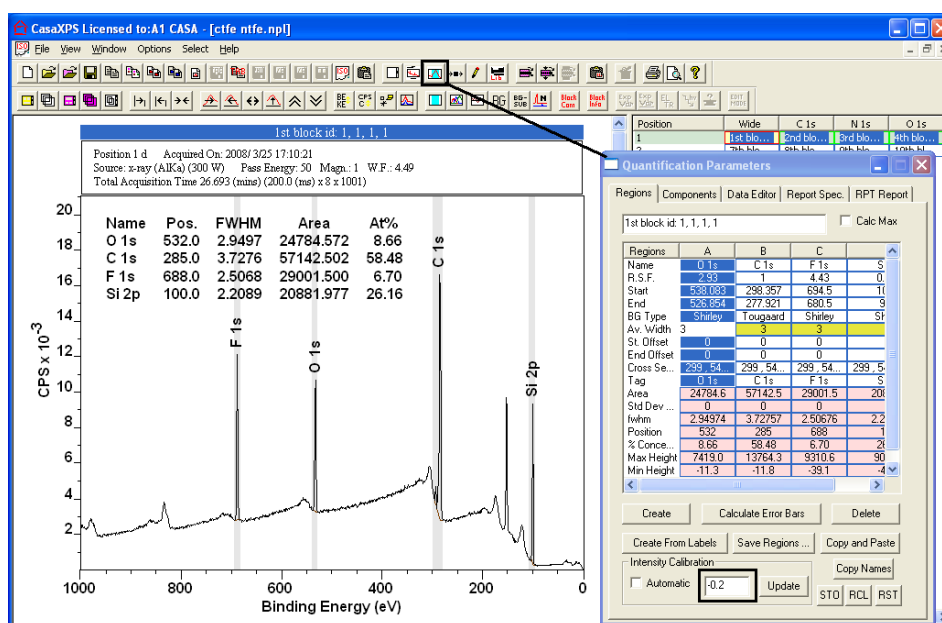 CasaXPS Licensed to:A1 CASA - [ctfe ntfe.npl]
File View Window Options Select Help
1st block id: 1, 1, 1, 1
Position 1 d Acquired On: 2008/ 3/25 17:10:21
Source: x-ray (AlKa) (300 W) Pass Energy: 50 Magn.: 1 W.F.: 4.49
Total Acquisition Time 26.693 (mins) (200.0 (ms) x 8 x 1001)
Name Pos. FWHM Area At%
O 1s 532.0 2.9497 24784.572 8.66
C 1s 285.0 3.7276 57142.502 58.48
F 1s 688.0 2.5068 29001.500 6.70
Si 2p 100.0 2.2089 20881.977 26.16
F 1s
O 1s
C 1s
Si 2p
CPS x 10-3
20
18
16
14
12
10
8
6
4
2
1000 800 600 400 200 0
Binding Energy (eV)
Position Wide C 1s N 1s O 1s
1 1st blo... 2nd blo... 3rd blo... 4th blo...
Quantification Parameters
Regions Components Data Editor Report Spec. RPT Report
1st block id: 1, 1, 1, 1 Calc Max
Regions A B C
Name O 1s C 1s F 1s S
R.S.F. 2.93 1 4.43 0.
Start 538.083 298.357 694.5 10
End 526.854 277.921 680.5 9
BG Type Shirley Tougaard Shirley Sh
Av. Width 3 3 3
St. Offset 0 0 0
End Offset 0 0 0
Cross Se... 299 , 54... 299 , 54... 299 , 54... 299 , 5
Tag O 1s C 1s F 1s S
Area 24784.6 57142.5 29001.5 208
Std Dev ... 0 0 0
fwhm 2.94974 3.72757 2.50676 2.2
Position 532 285 688 1
% Conce... 8.66 58.48 6.70 26
Max Height 7419.0 13764.3 9310.6 90
Min Height -11.3 -11.8 -39.1 -4
Create Calculate Error Bars Delete
Create From Labels Save Regions ... Copy and Paste
Intensity Calibration
Copy Names
Automatic -0.2 Update
STO RCL RST